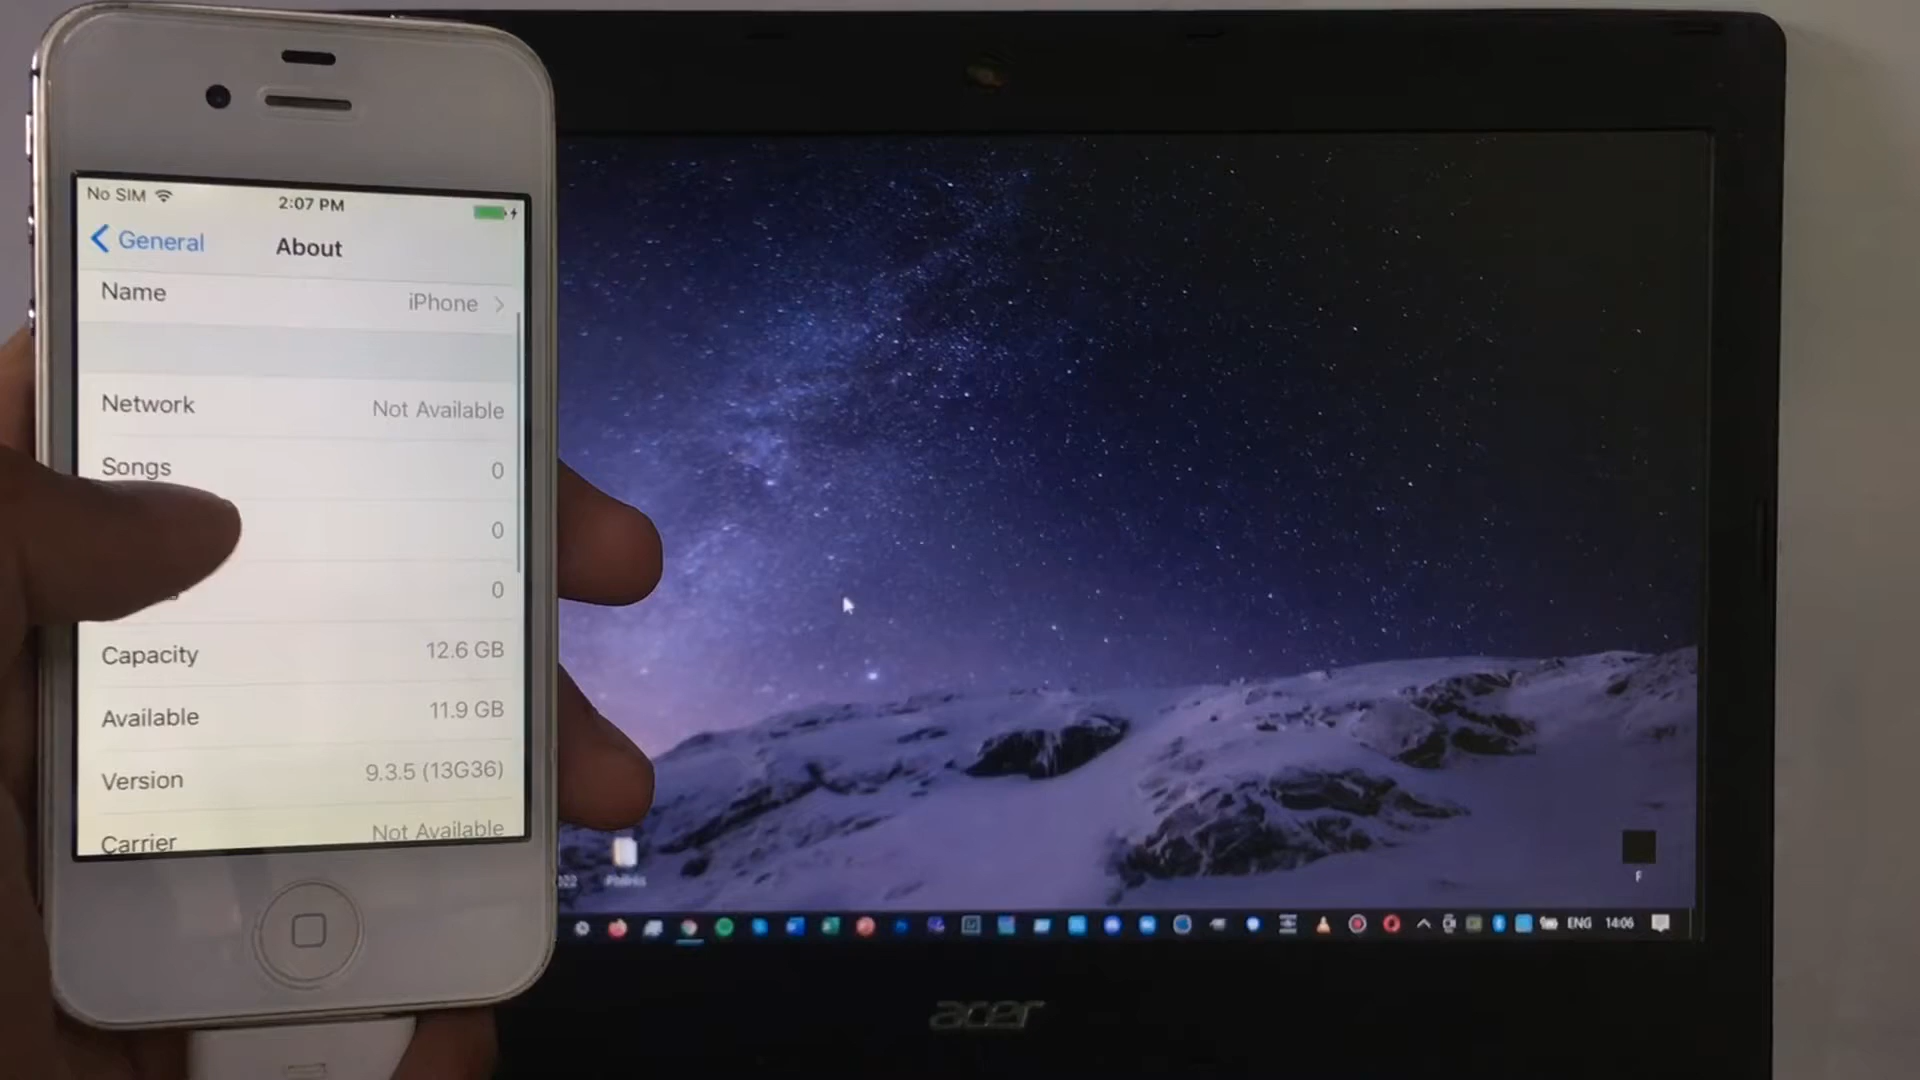 No SIM
2:07 PM
General
About
Name
iPhone
Network
Not Available
Songs
0
0
0
Capacity
12.6 GB
Available
11.9 GB
Version
9.3.5 (13G36)
Carrier
Not Available
F
ENG
14:06
acer